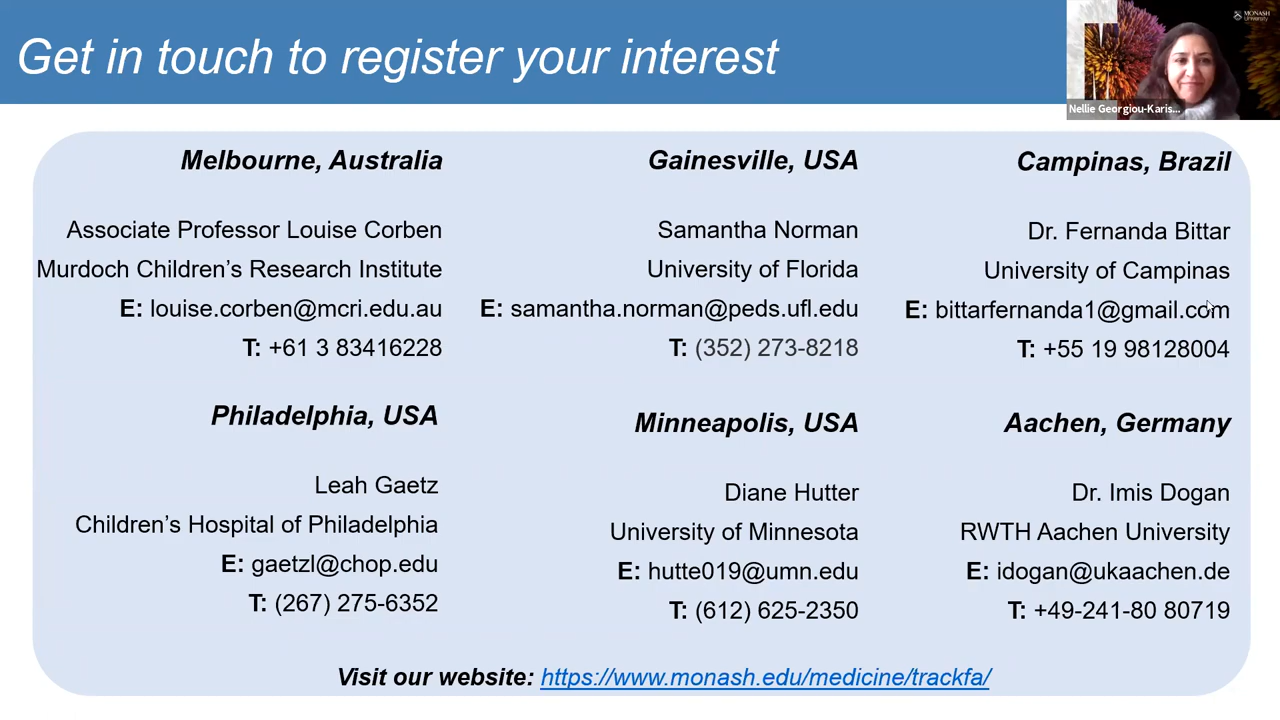 Get in touch to register your interest
MONASH
University
Nellie Georgiou-Karis...
Melbourne, Australia
Associate Professor Louise Corben
Murdoch Children's Research Institute
E: louise.corben@mcri.edu.au
T: +61 3 83416228
Gainesville, USA
Samantha Norman
University of Florida
E: samantha.norman@peds.ufl.edu
T: (352) 273-8218
Campinas, Brazil
Dr. Fernanda Bittar
University of Campinas
E: bittarfernanda1@gmail.com
T: +55 19 98128004
Philadelphia, USA
Leah Gaetz
Children's Hospital of Philadelphia
E: gaetzl@chop.edu
T: (267) 275-6352
Minneapolis, USA
Diane Hutter
University of Minnesota
E: hutte019@umn.edu
T: (612) 625-2350
Aachen, Germany
Dr. Imis Dogan
RWTH Aachen University
E: idogan@ukaachen.de
T: +49-241-80 80719
Visit our website: https://www.monash.edu/medicine/trackfa/